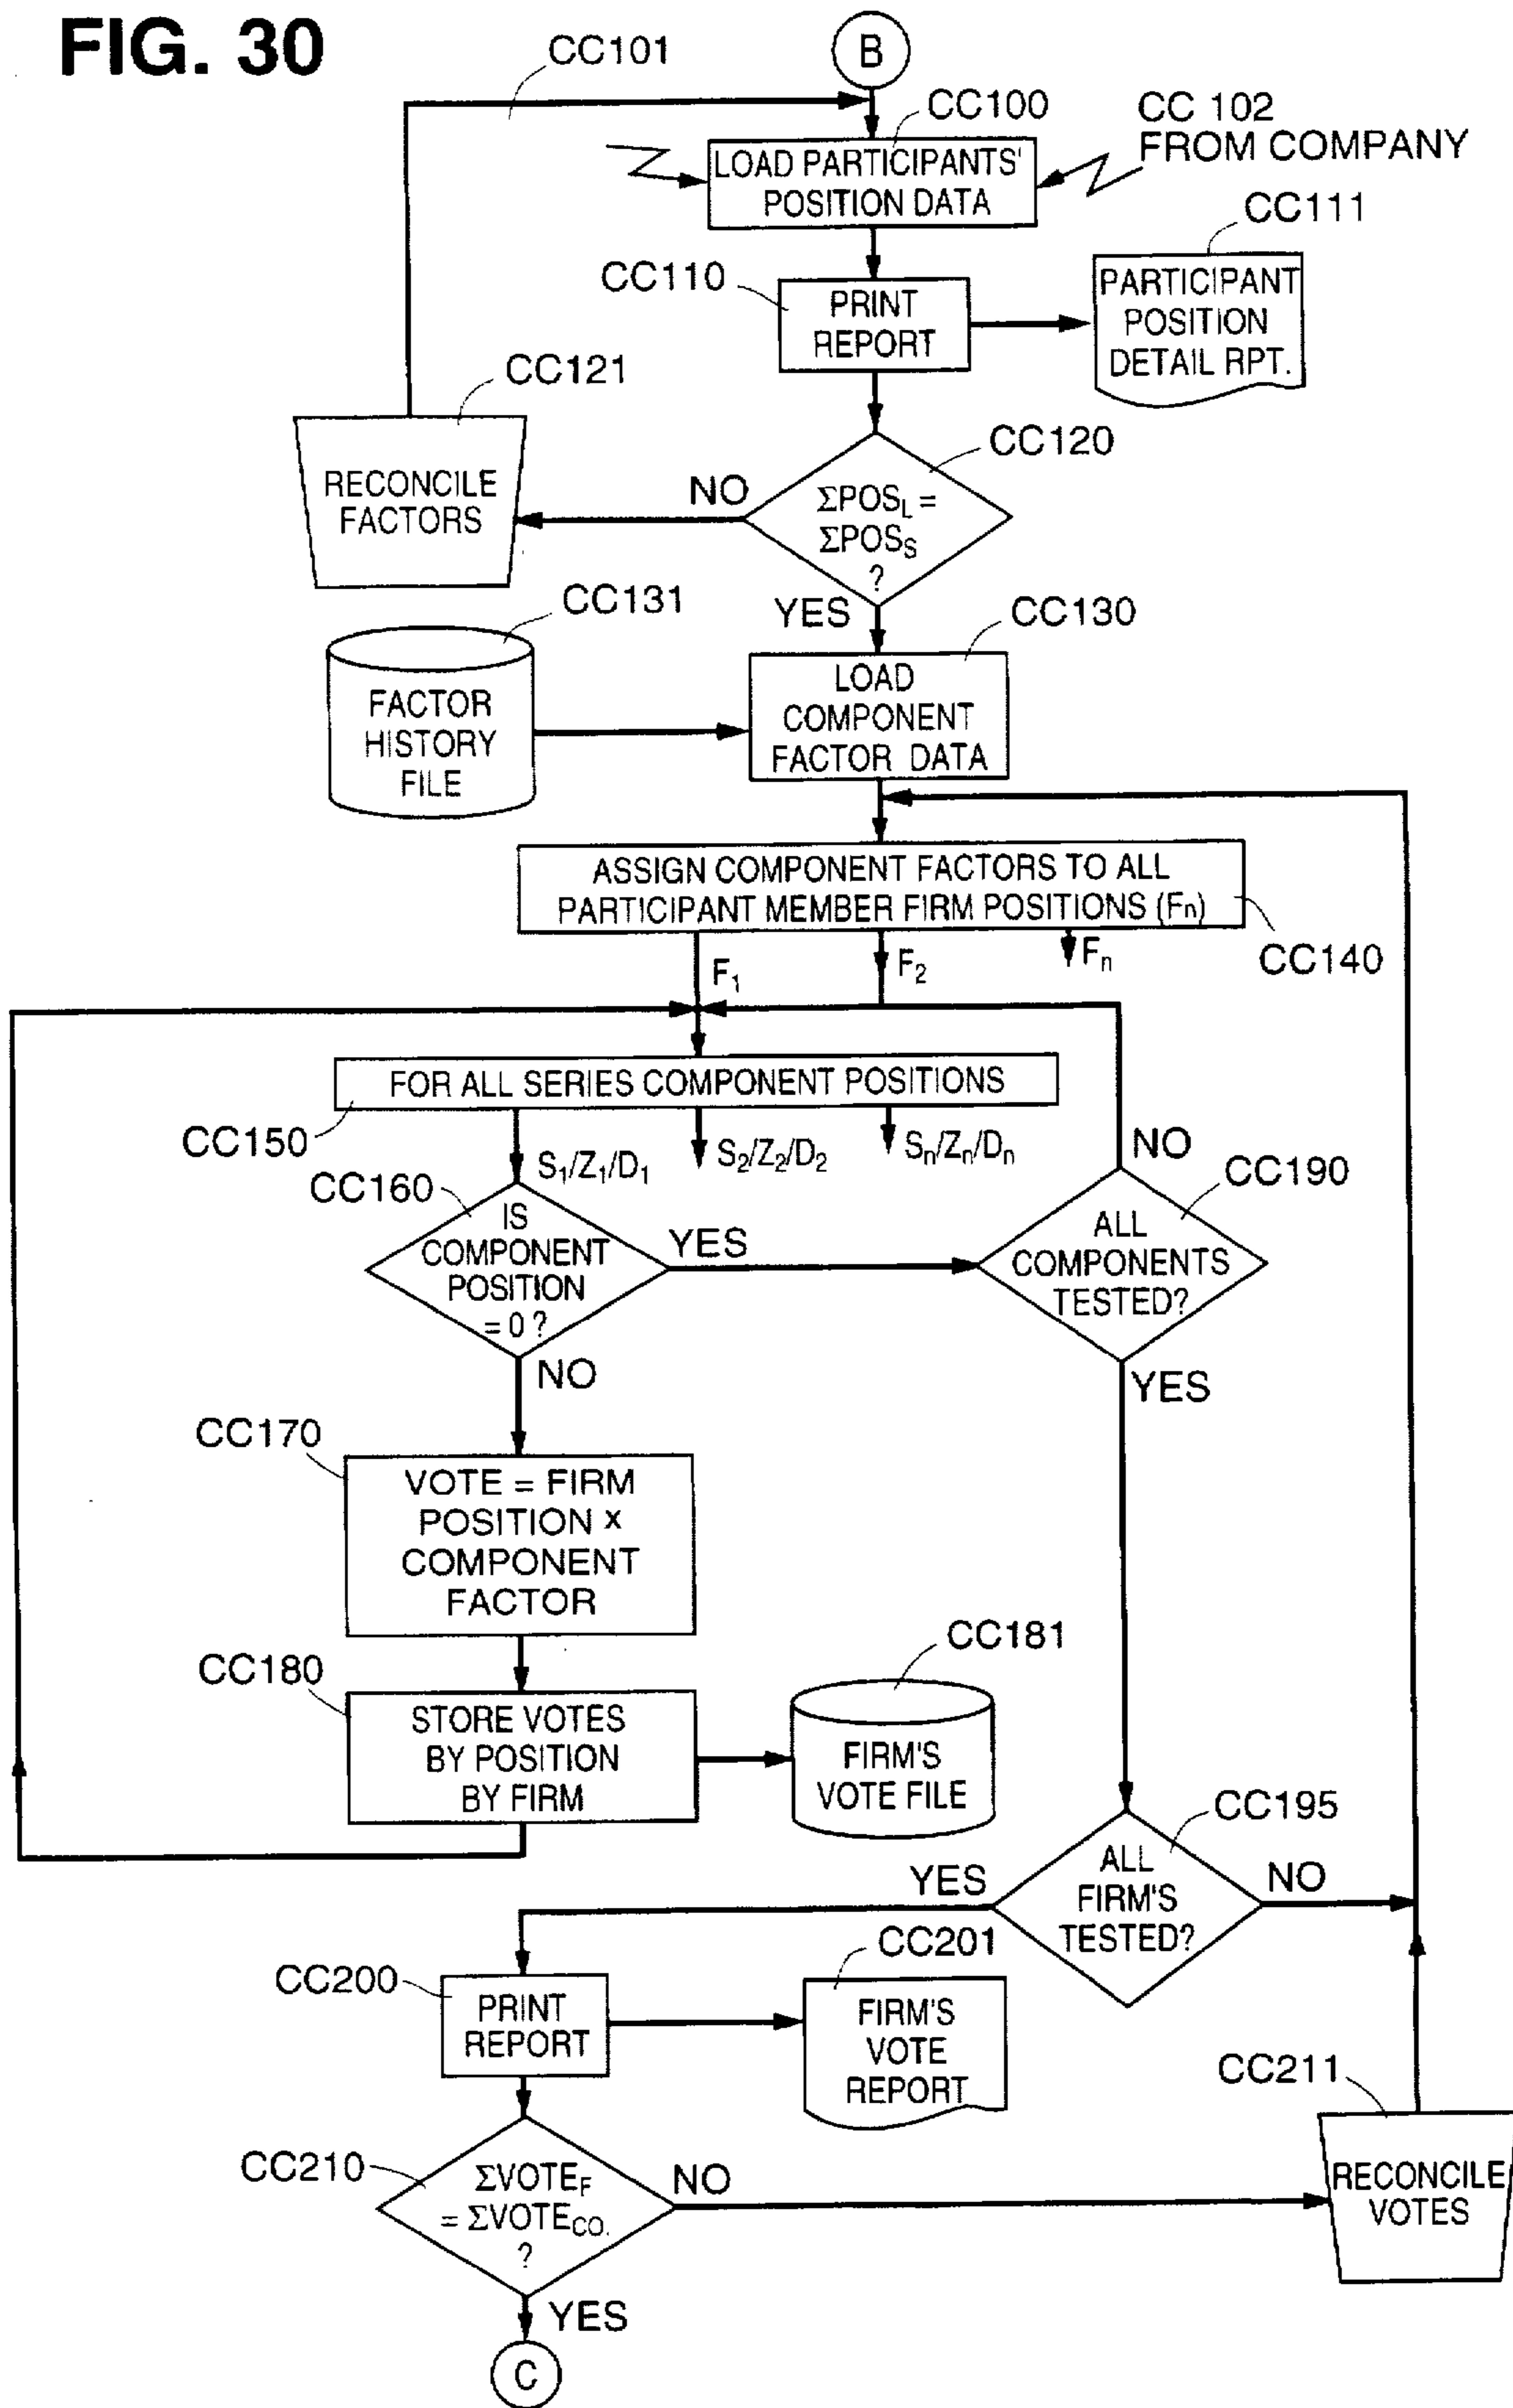 FIG. 30
B
CC101
CC100
CC 102
FROM COMPANY
LOAD PARTICIPANTS'
POSITION DATA
CC111
CC110
PRINT
REPORT
PARTICIPANT
POSITION
DETAIL RPT.
CC121
CC120
RECONCILE
FACTORS
NO
ΣPOS_L =
ΣPOS_S
?
YES
CC131
CC130
FACTOR
HISTORY
FILE
LOAD
COMPONENT
FACTOR DATA
ASSIGN COMPONENT FACTORS TO ALL
PARTICIPANT MEMBER FIRM POSITIONS (Fn)
CC140
F₁
F₂
Fₙ
FOR ALL SERIES COMPONENT POSITIONS
CC150
S₁/Z₁/D₁
S₂/Z₂/D₂
Sₙ/Zₙ/Dₙ
NO
CC160
CC190
IS
COMPONENT
POSITION
= 0 ?
YES
ALL
COMPONENTS
TESTED?
NO
YES
CC170
VOTE = FIRM
POSITION x
COMPONENT
FACTOR
CC180
CC181
STORE VOTES
BY POSITION
BY FIRM
FIRM'S
VOTE FILE
CC195
YES
ALL
FIRM'S
TESTED?
NO
CC200
PRINT
REPORT
CC201
FIRM'S
VOTE
REPORT
CC211
CC210
ΣVOTE_F
= ΣVOTE_CO.
?
NO
RECONCILE
VOTES
YES
C